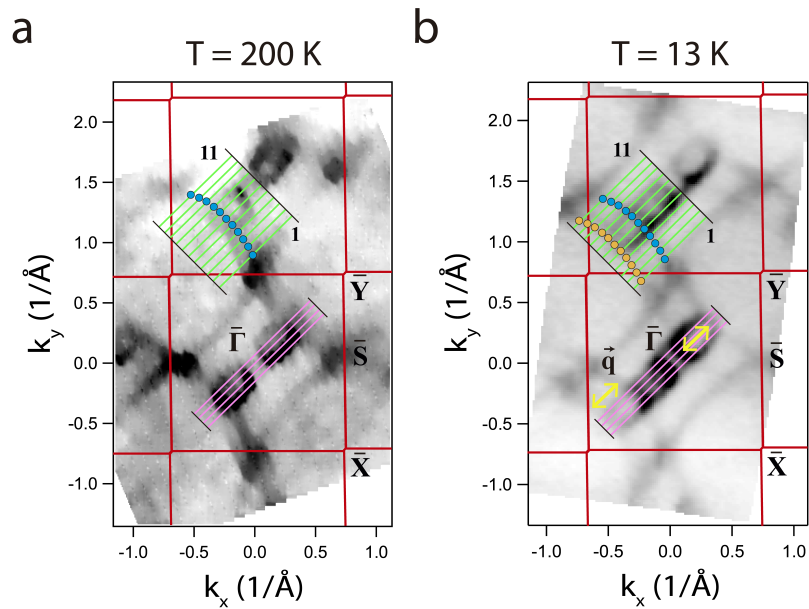 a
T = 200 K
2.0
1.5
1.0
0.5
0.0
-0.5
-1.0
k_y (1/Å)
11
1
Γ̄
Ȳ
S̄
X̄
-1.0
-0.5
0.0
0.5
1.0
k_x (1/Å)
b
T = 13 K
2.0
1.5
1.0
0.5
0.0
-0.5
-1.0
k_y (1/Å)
11
1
Γ̄
q⃗
Ȳ
S̄
X̄
-1.0
-0.5
0.0
0.5
1.0
k_x (1/Å)